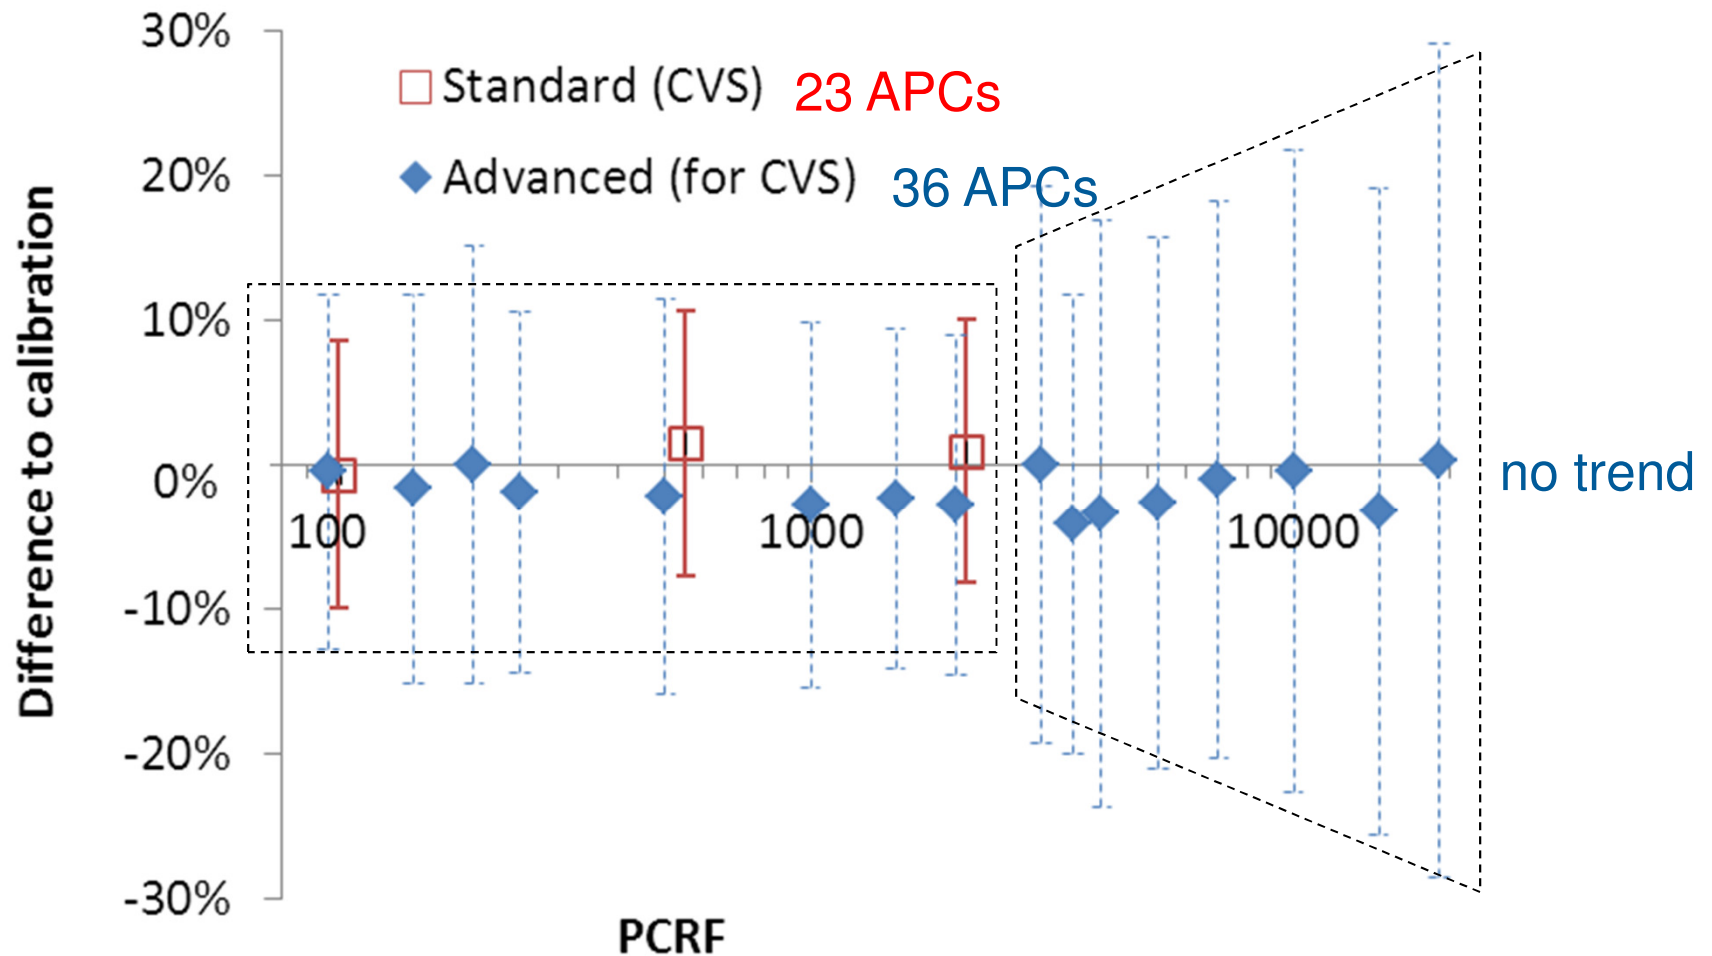 30%
Standard (CVS) 23 APCs
20%
Advanced (for CVS) 36 APCs
Difference to calibration
10%
0%
no trend
100 1000 10000
-10%
-20%
-30%
PCRF